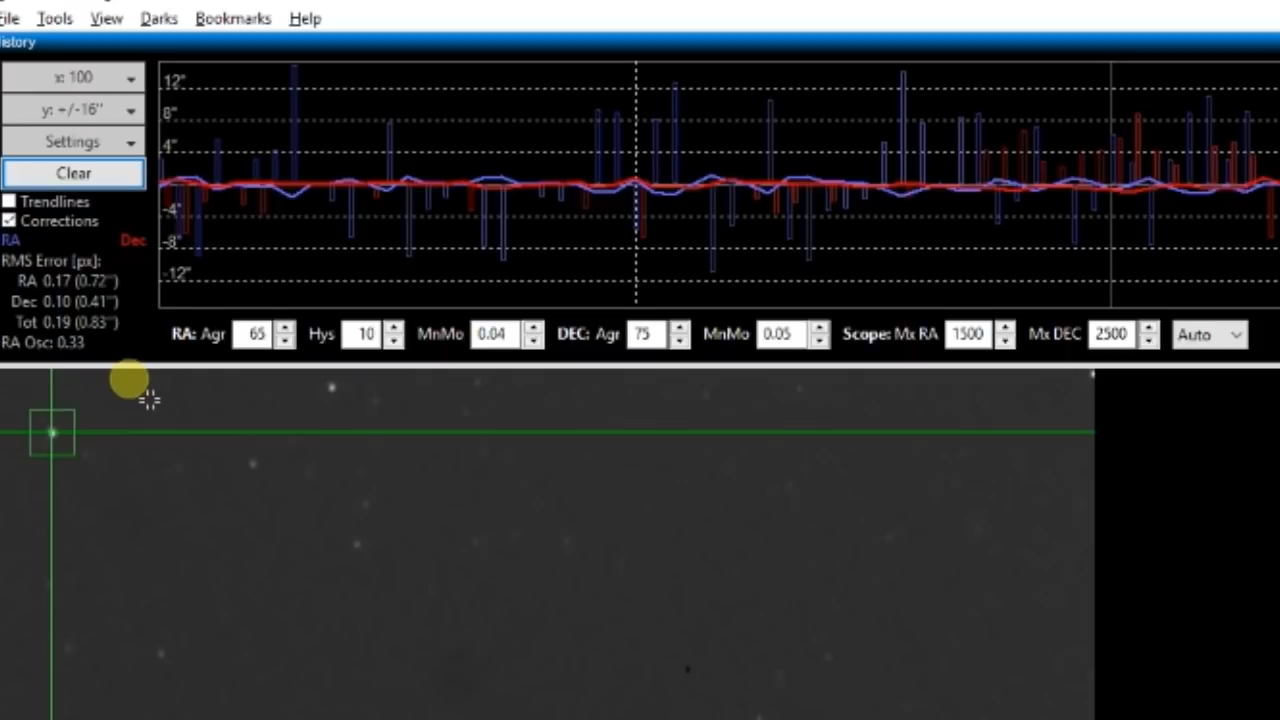 File Tools View Darks Bookmarks Help
istory
x: 100
y: +/-16"
Settings
Clear
Trendlines
Corrections
RA Dec
RMS Error [px]:
RA 0.17 (0.72")
Dec 0.10 (0.41")
Tot 0.19 (0.83")
RA Osc: 0.33
12"
8"
4"
-4"
-8"
-12"
RA: Agr 65 Hys 10 MnMo 0.04 DEC: Agr 75 MnMo 0.05 Scope: Mx RA 1500 Mx DEC 2500 Auto